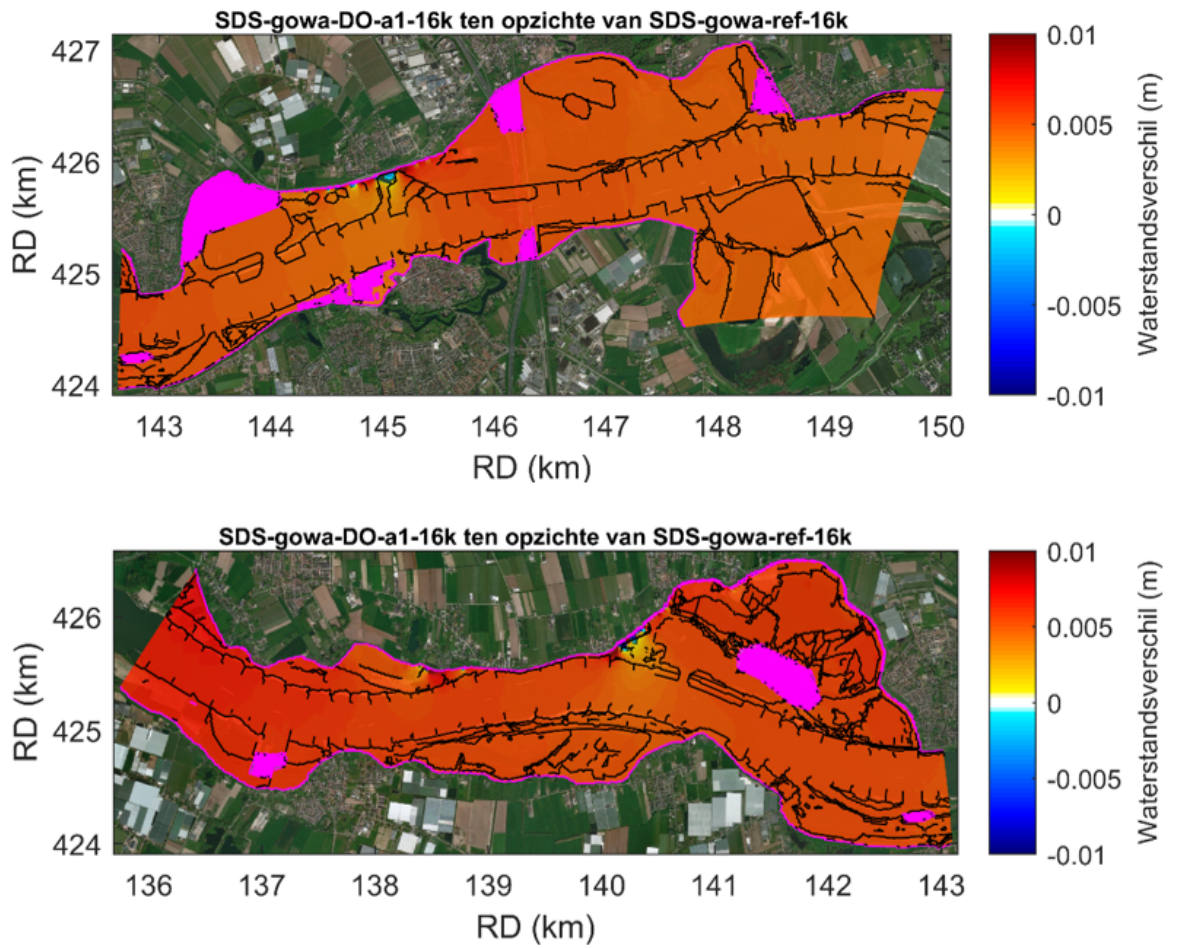 SDS-gowa-DO-a1-16k ten opzichte van SDS-gowa-ref-16k
427
426
425
424
RD (km)
143 144 145 146 147 148 149 150
RD (km)
0.01
0.005
0
-0.005
-0.01
Waterstandsverschil (m)
SDS-gowa-DO-a1-16k ten opzichte van SDS-gowa-ref-16k
426
425
424
RD (km)
136 137 138 139 140 141 142 143
RD (km)
0.01
0.005
0
-0.005
-0.01
Waterstandsverschil (m)